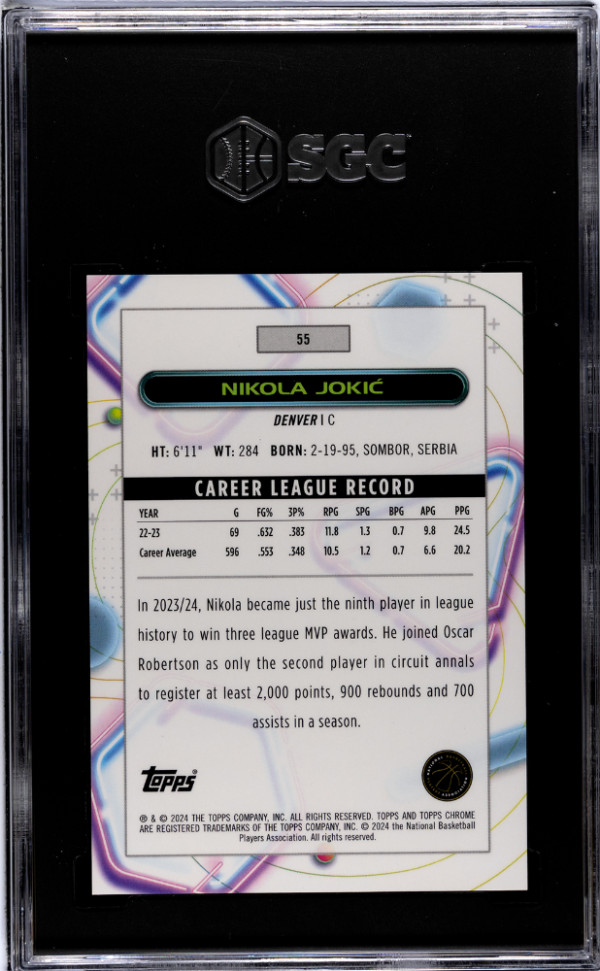 SGC
55
NIKOLA JOKIĆ
DENVER | C
HT: 6'11" WT: 284 BORN: 2-19-95, SOMBOR, SERBIA
CAREER LEAGUE RECORD
YEAR G FG% 3P% RPG SPG BPG APG PPG
22-23 69 .632 .383 11.8 1.3 0.7 9.8 24.5
Career Average 596 .553 .348 10.5 1.2 0.7 6.6 20.2
In 2023/24, Nikola became just the ninth player in league
history to win three league MVP awards. He joined Oscar
Robertson as only the second player in circuit annals
to register at least 2,000 points, 900 rebounds and 700
assists in a season.
TOPPS®
® & © 2024 THE TOPPS COMPANY, INC. ALL RIGHTS RESERVED. TOPPS AND TOPPS CHROME
ARE REGISTERED TRADEMARKS OF THE TOPPS COMPANY, INC. © 2024 the National Basketball
Players Association. All rights reserved.